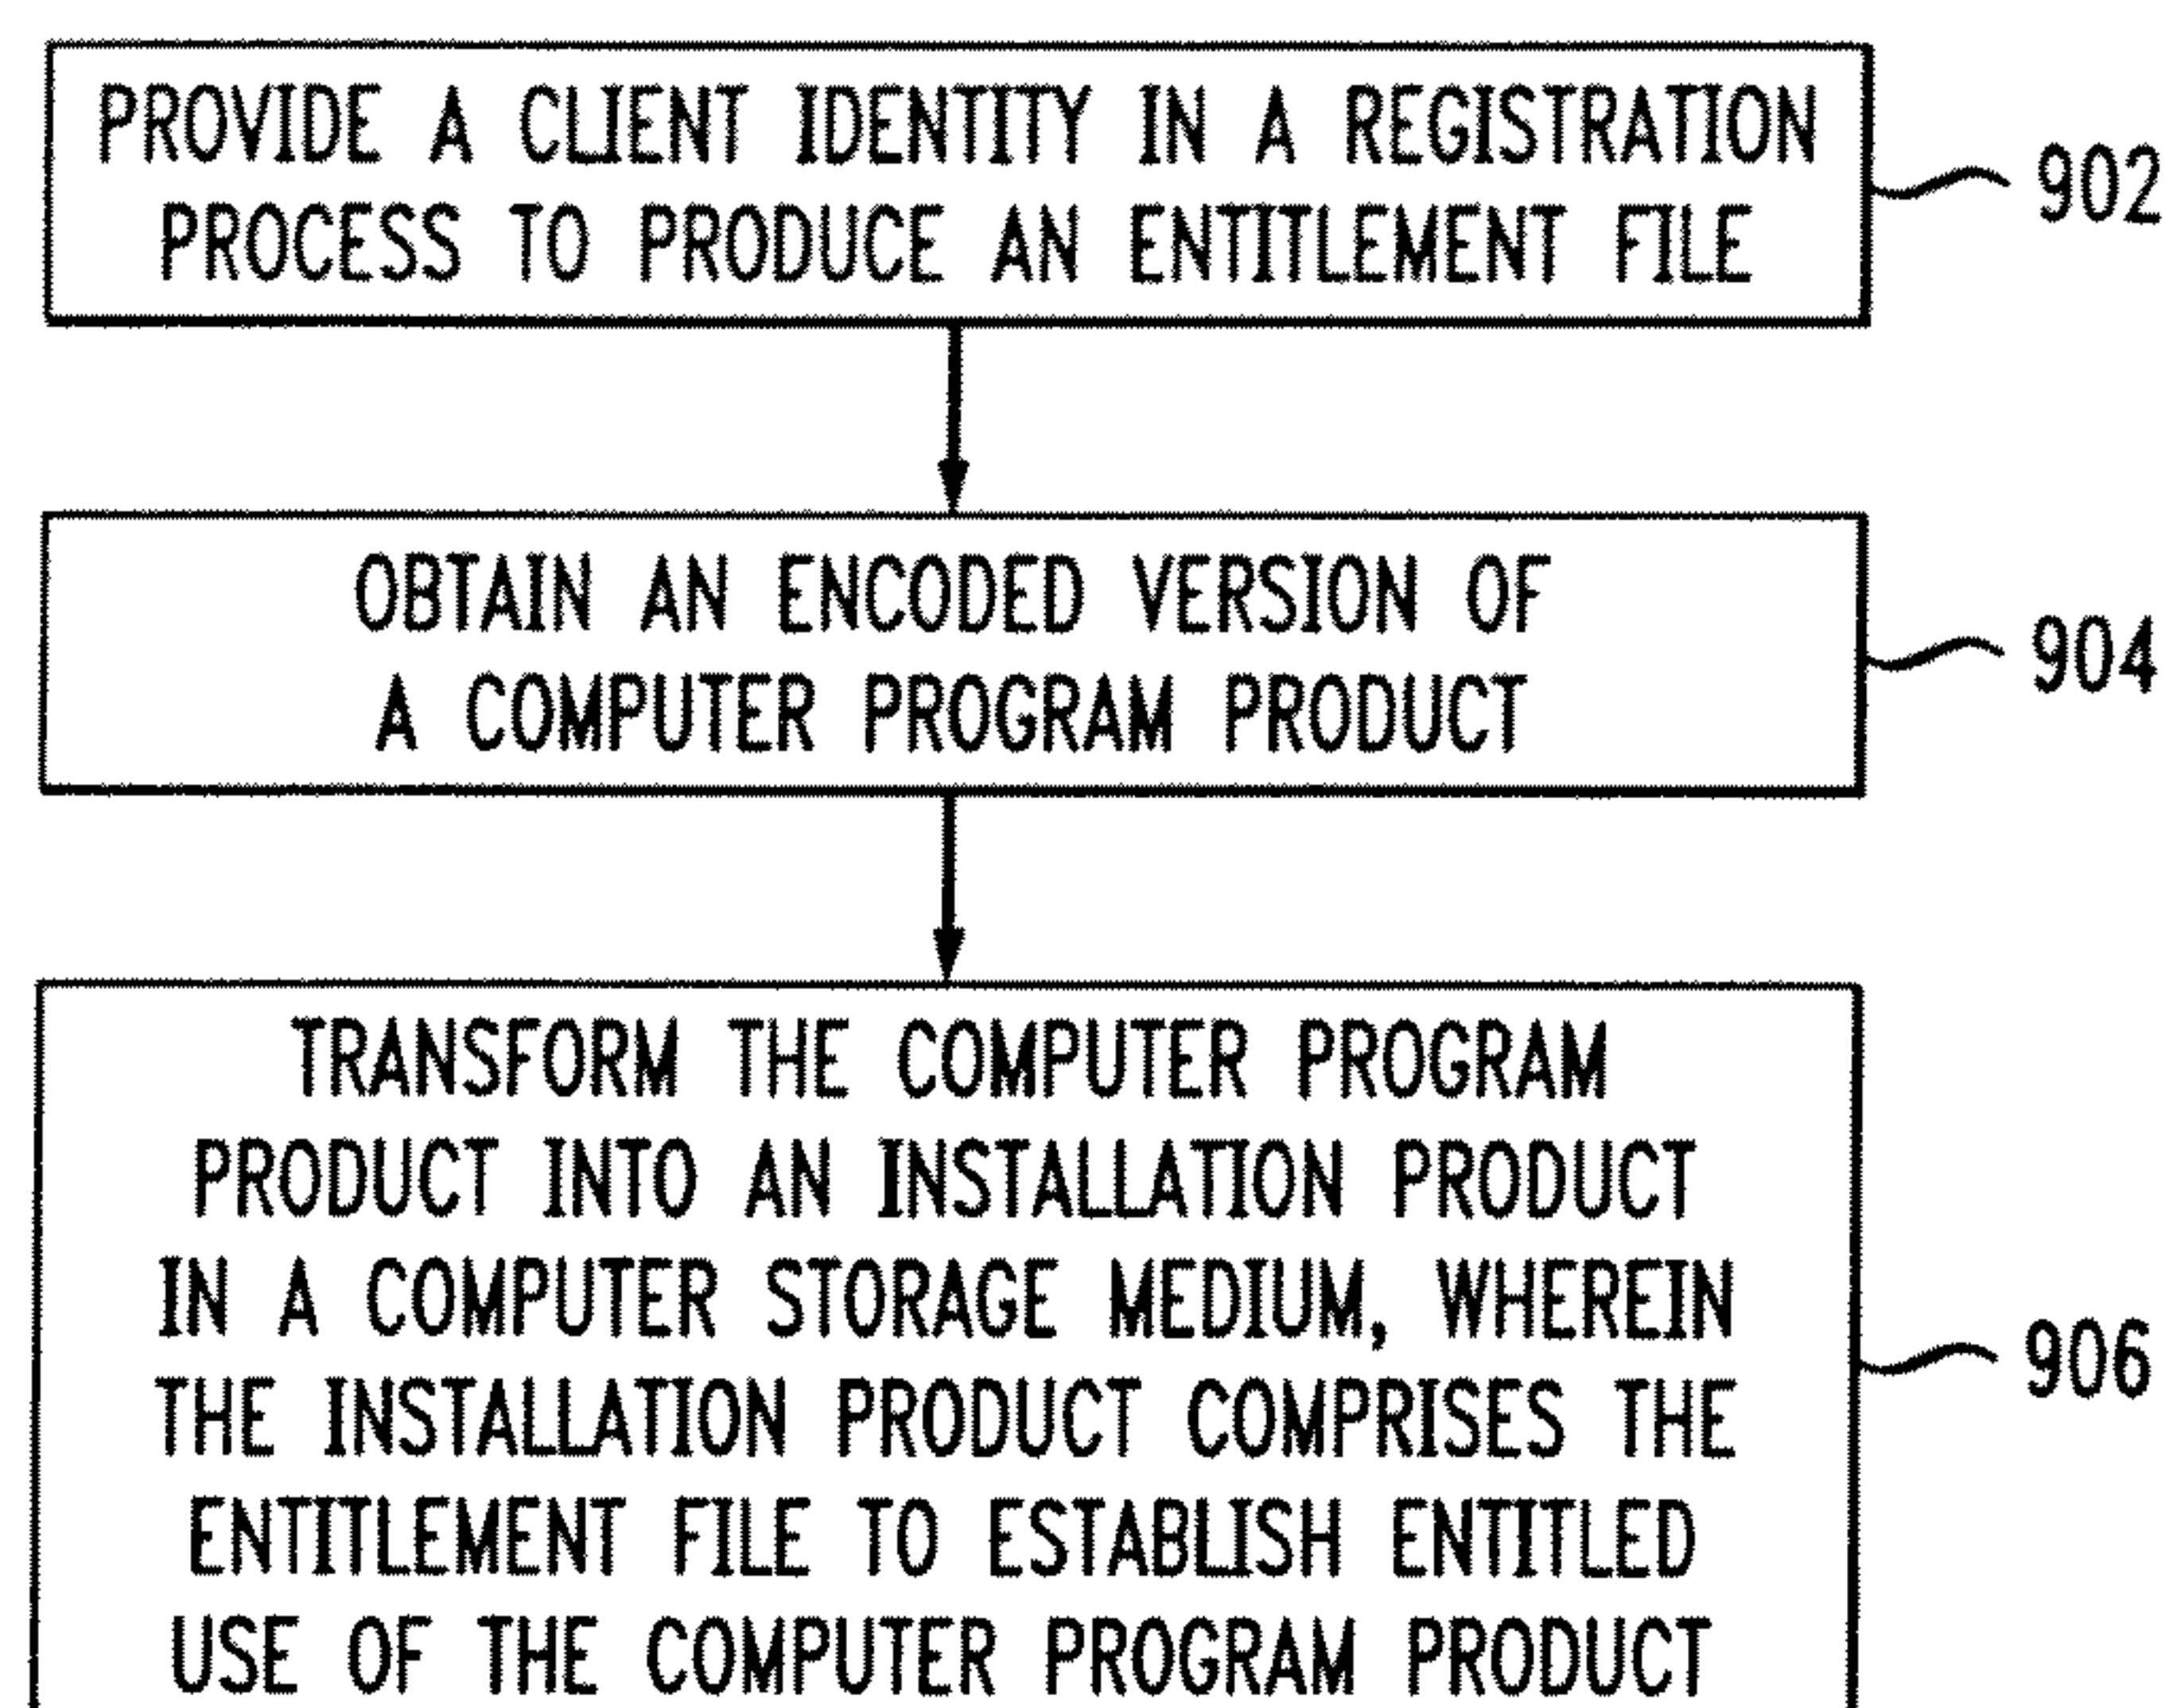 PROVIDE A CLIENT IDENTITY IN A REGISTRATION
PROCESS TO PRODUCE AN ENTITLEMENT FILE
902
OBTAIN AN ENCODED VERSION OF
A COMPUTER PROGRAM PRODUCT
904
TRANSFORM THE COMPUTER PROGRAM
PRODUCT INTO AN INSTALLATION PRODUCT
IN A COMPUTER STORAGE MEDIUM, WHEREIN
THE INSTALLATION PRODUCT COMPRISES THE
ENTITLEMENT FILE TO ESTABLISH ENTITLED
USE OF THE COMPUTER PROGRAM PRODUCT
906